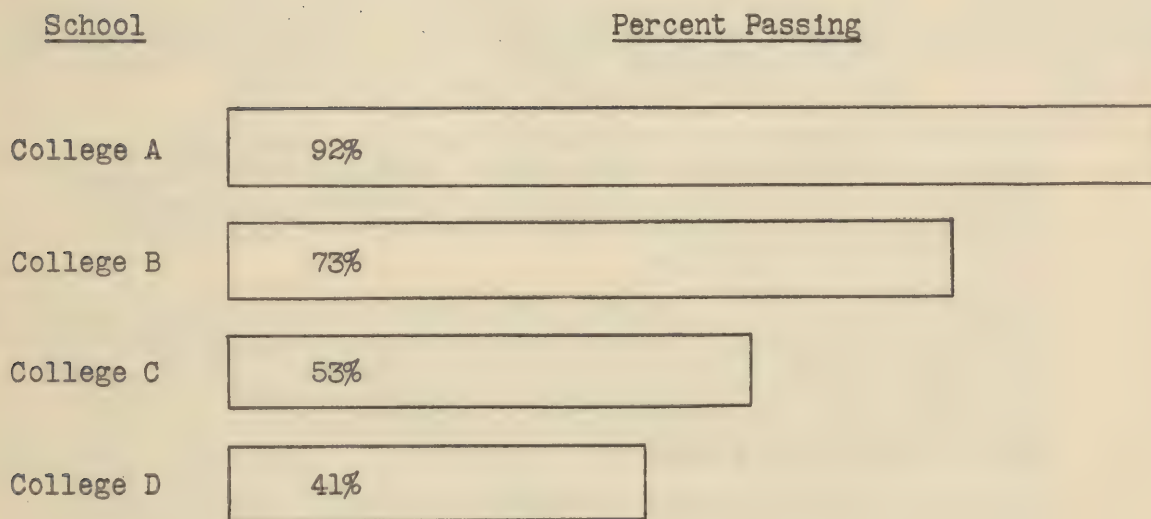 School Percent Passing
College A 92%
College B 73%
College C 53%
College D 41%